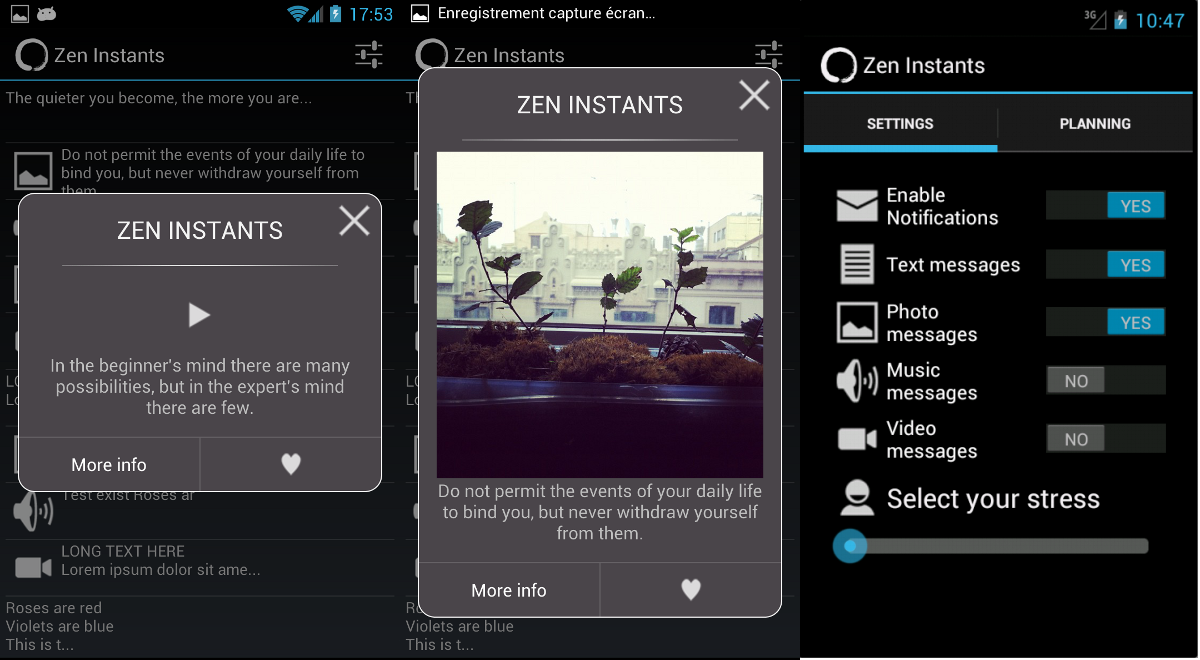 17:53
Zen Instants
The quieter you become, the more you are...
Do not permit the events of your daily life to
bind you, but never withdraw yourself from
them.
ZEN INSTANTS
In the beginner's mind there are many
possibilities, but in the expert's mind
there are few.
More info
Test exist Roses ar
LONG TEXT HERE
Lorem ipsum dolor sit ame...
Roses are red
Violets are blue
This is t...
Enregistrement capture écran...
Zen Instants
ZEN INSTANTS
Do not permit the events of your daily life
to bind you, but never withdraw yourself
from them.
More info
Violets are blue
This is t...
3G
10:47
Zen Instants
SETTINGS
PLANNING
Enable
Notifications
YES
Text messages
YES
Photo
messages
YES
Music
messages
NO
Video
messages
NO
Select your stress